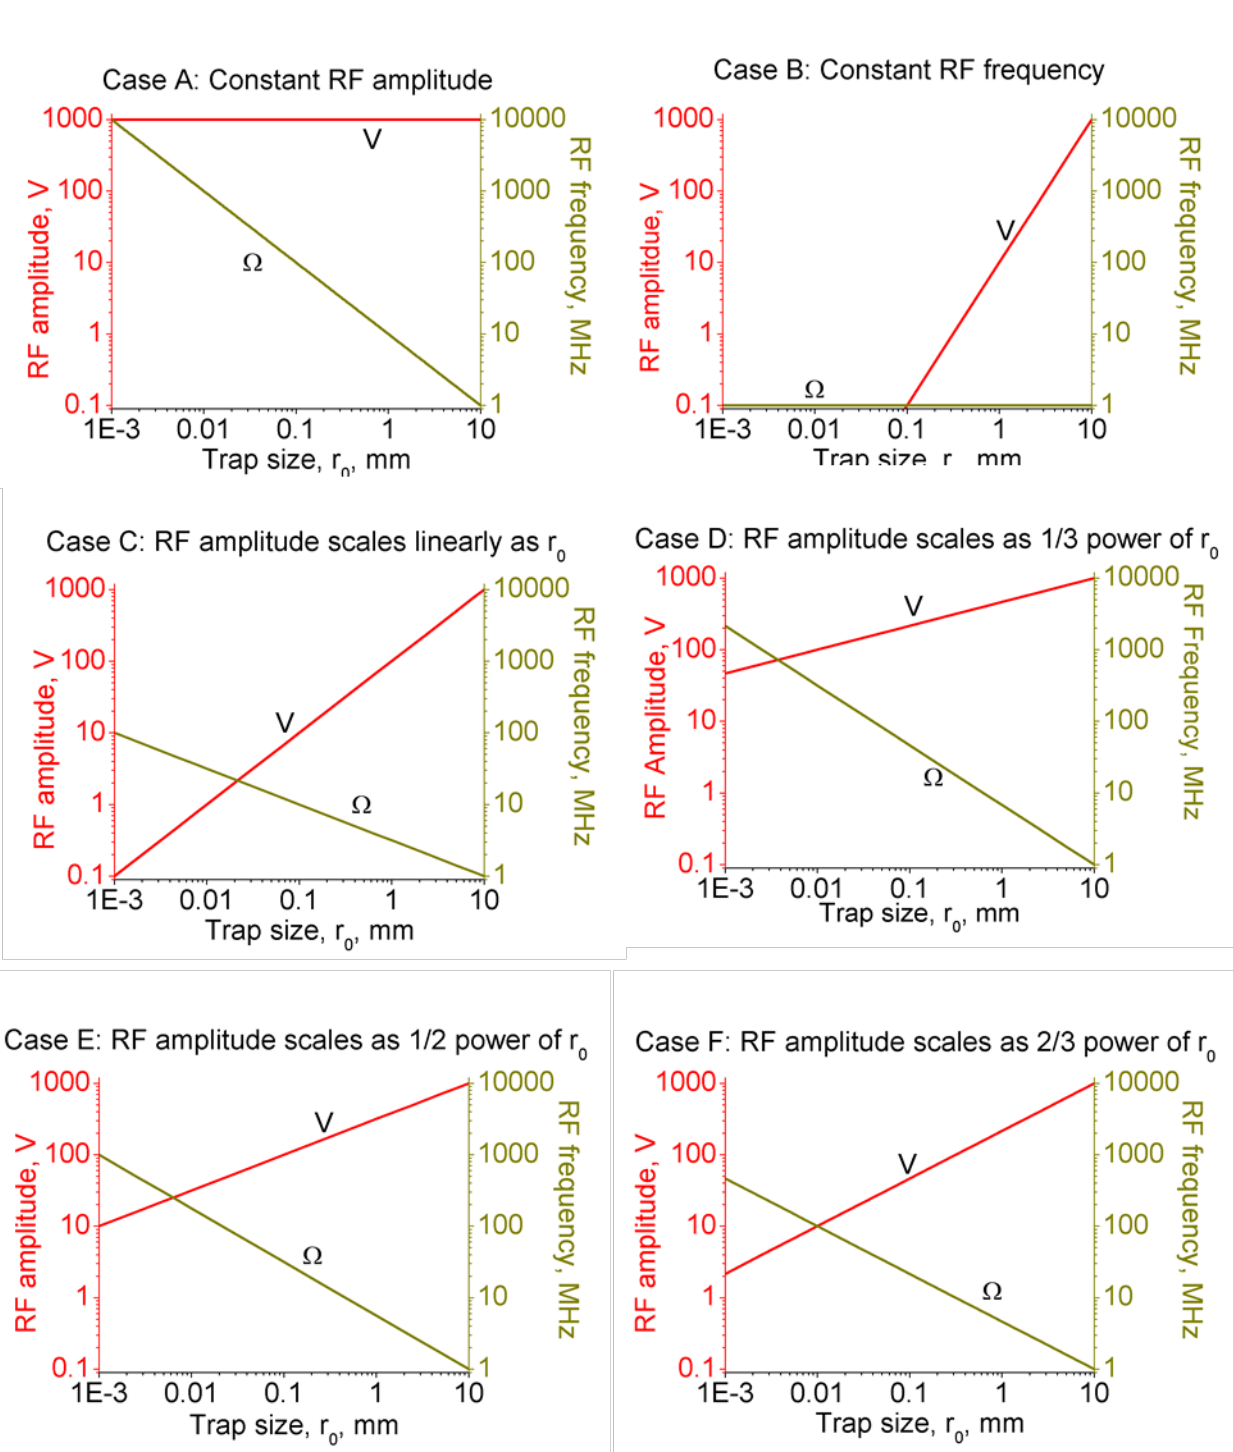 Case A: Constant RF amplitude
1000
100
10
1
0.1
RF amplitude, V
V
Ω
10000
1000
100
10
1
RF frequency, MHz
1E-3 0.01 0.1 1 10
Trap size, r0, mm
Case B: Constant RF frequency
1000
100
10
1
0.1
RF amplitdue, V
V
Ω
10000
1000
100
10
1
RF frequency, MHz
1E-3 0.01 0.1 1 10
Trap size, r mm
Case C: RF amplitude scales linearly as r0
1000
100
10
1
0.1
RF amplitude, V
V
Ω
10000
1000
100
10
1
RF frequency, MHz
1E-3 0.01 0.1 1 10
Trap size, r0, mm
Case D: RF amplitude scales as 1/3 power of r0
1000
100
10
1
0.1
RF Amplitude, V
V
Ω
10000
1000
100
10
1
RF Frequency, MHz
1E-3 0.01 0.1 1 10
Trap size, r0, mm
Case E: RF amplitude scales as 1/2 power of r0
1000
100
10
1
0.1
RF amplitude, V
V
Ω
10000
1000
100
10
1
RF frequency, MHz
1E-3 0.01 0.1 1 10
Trap size, r0, mm
Case F: RF amplitude scales as 2/3 power of r0
1000
100
10
1
0.1
RF amplitude, V
V
Ω
10000
1000
100
10
1
RF frequency, MHz
1E-3 0.01 0.1 1 10
Trap size, r0, mm